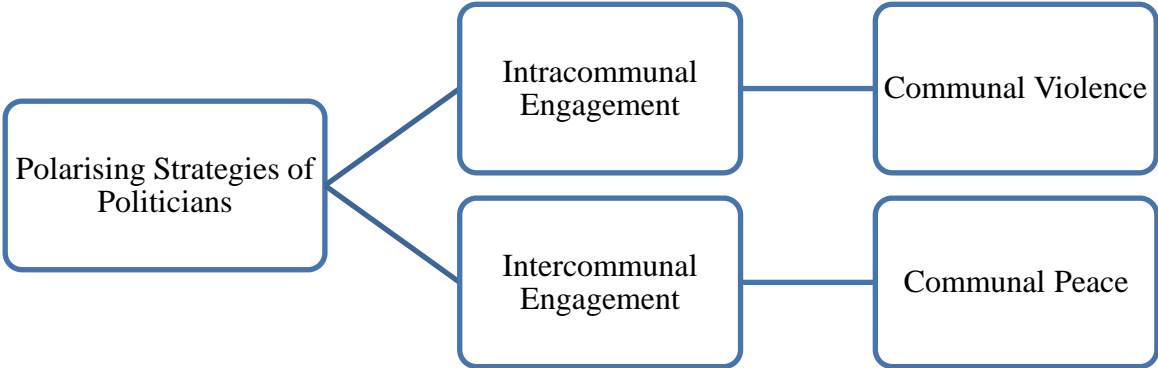 Polarising Strategies of
Politicians
Intracommunal
Engagement
Communal Violence
Intercommunal
Engagement
Communal Peace